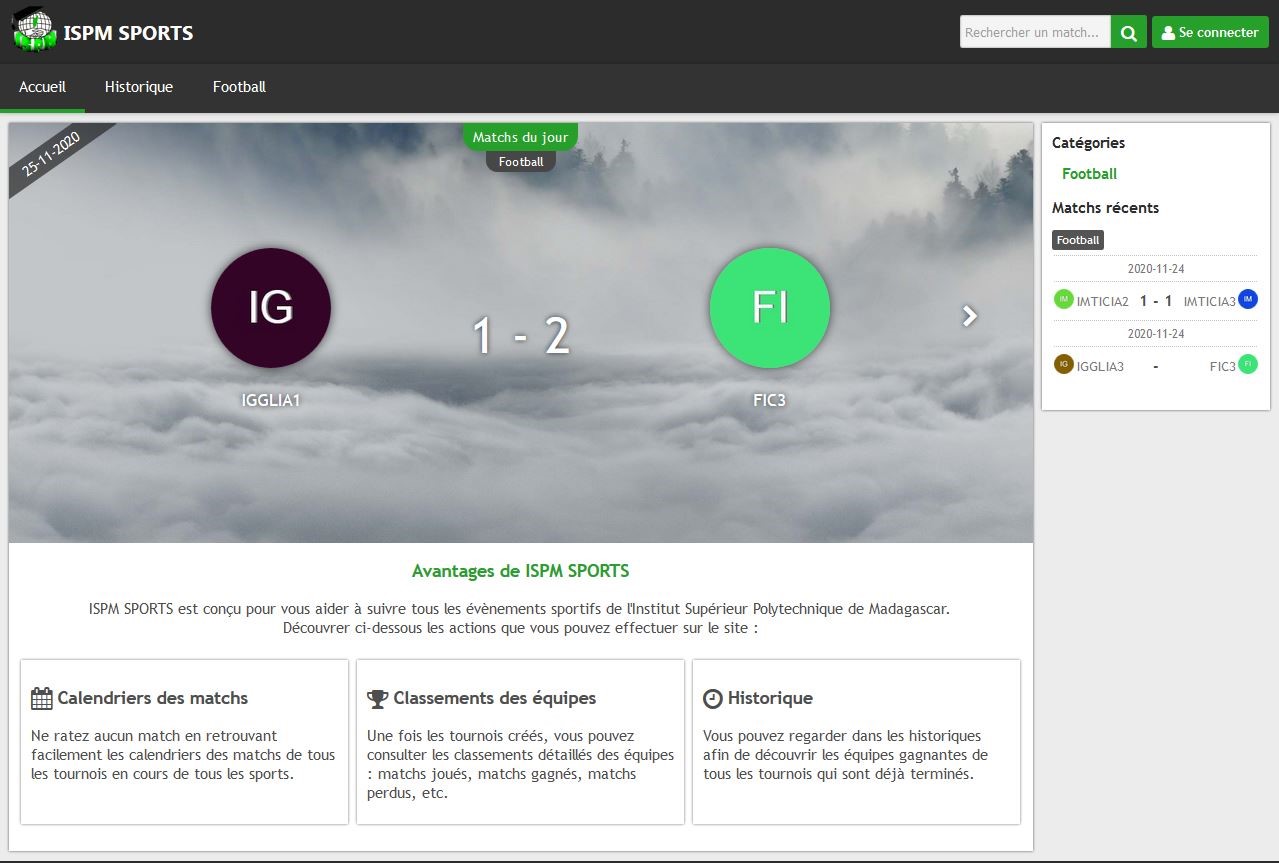 ISPM SPORTS
Rechercher un match...
Se connecter
Accueil
Historique
Football
25-11-2020
Matchs du jour
Football
IG
1 - 2
FI
IGGLIA1
FIC3
Avantages de ISPM SPORTS
ISPM SPORTS est conçu pour vous aider à suivre tous les évènements sportifs de l'Institut Supérieur Polytechnique de Madagascar.
Découvrer ci-dessous les actions que vous pouvez effectuer sur le site :
Calendriers des matchs
Ne ratez aucun match en retrouvant
facilement les calendriers des matchs de tous
les tournois en cours de tous les sports.
Classements des équipes
Une fois les tournois créés, vous pouvez
consulter les classements détaillés des équipes
: matchs joués, matchs gagnés, matchs
perdus, etc.
Historique
Vous pouvez regarder dans les historiques
afin de découvrir les équipes gagnantes de
tous les tournois qui sont déjà terminés.
Catégories
Football
Matchs récents
Football
2020-11-24
IM IMTICIA2 1 - 1 IMTICIA3 IM
2020-11-24
IG IGGLIA3 - FIC3 FI